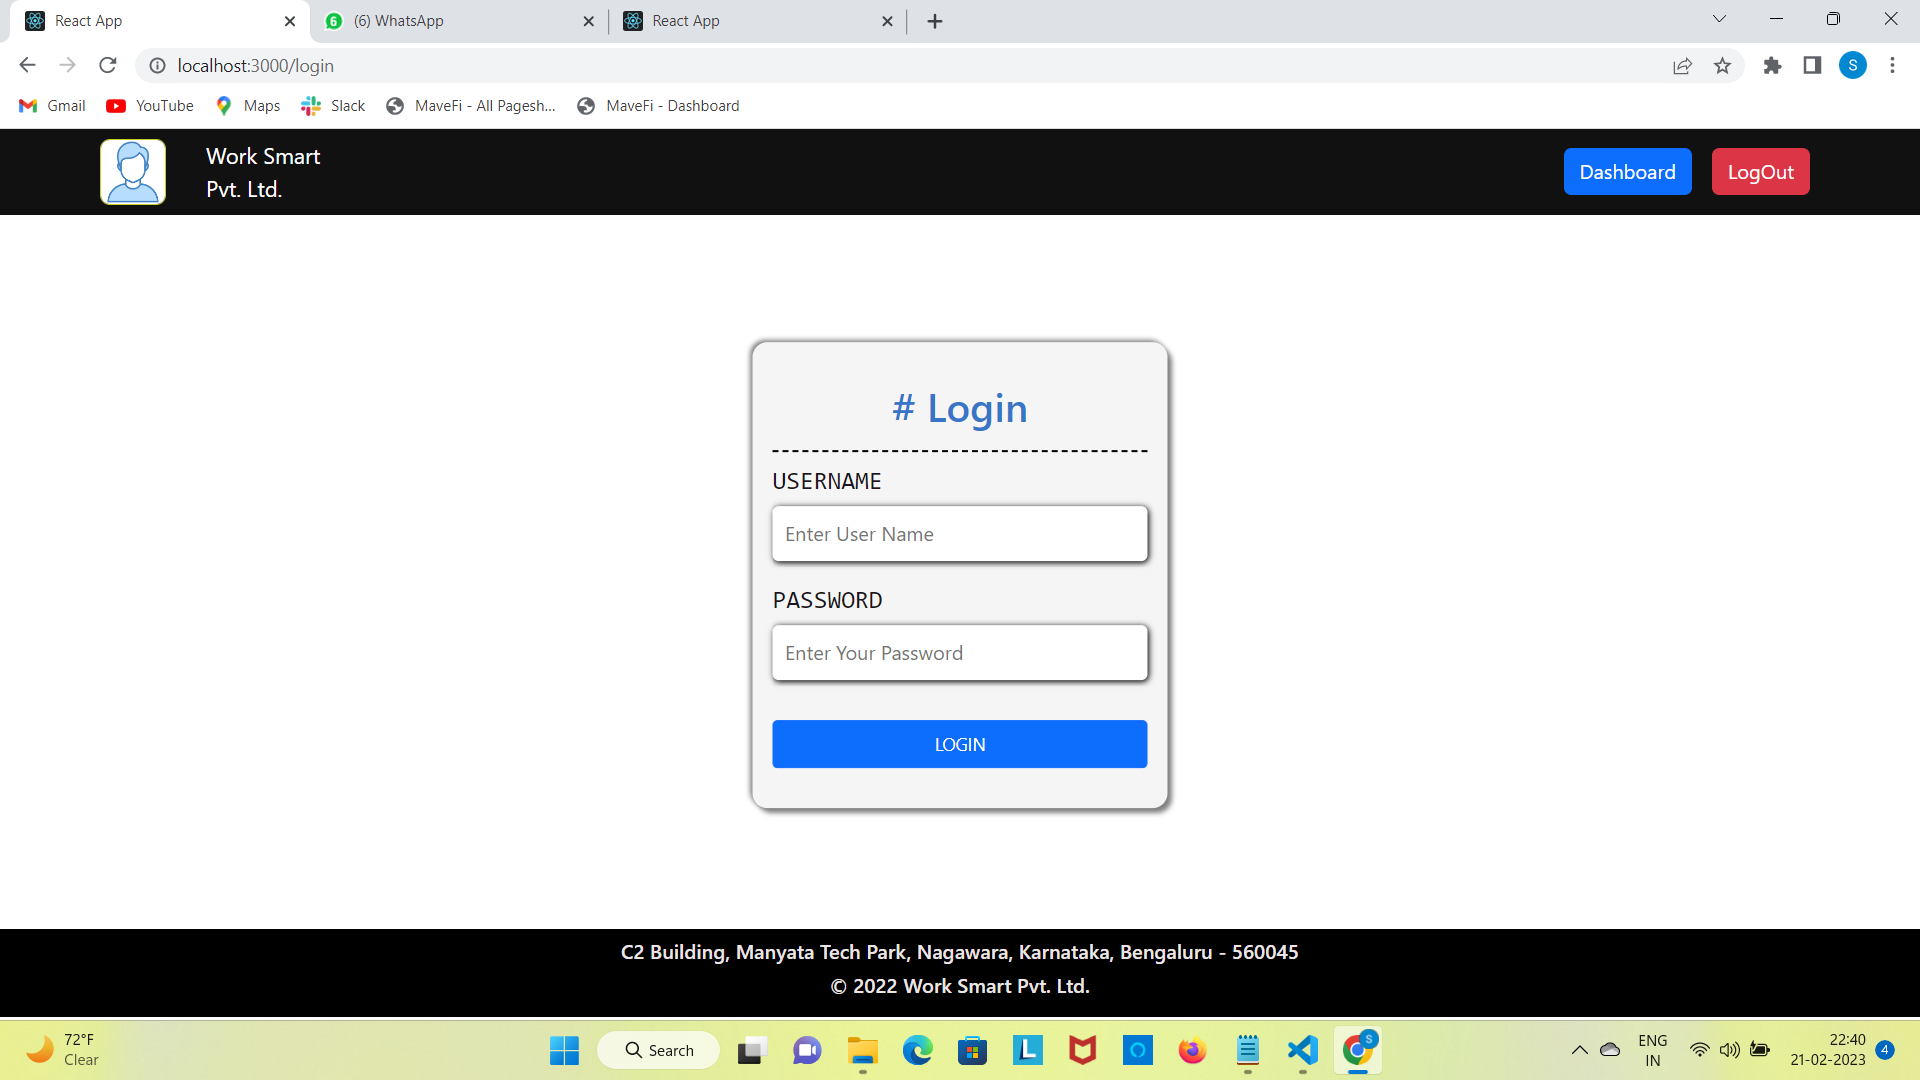 React App
(6) WhatsApp
React App
localhost:3000/login
S
Gmail
YouTube
Maps
Slack
MaveFi - All Pagesh...
MaveFi - Dashboard
Work Smart
Pvt. Ltd.
Dashboard
LogOut
# Login
USERNAME
Enter User Name
PASSWORD
Enter Your Password
LOGIN
C2 Building, Manyata Tech Park, Nagawara, Karnataka, Bengaluru - 560045
© 2022 Work Smart Pvt. Ltd.
72°F
Clear
Search
L
S
ENG
IN
22:40
21-02-2023
4